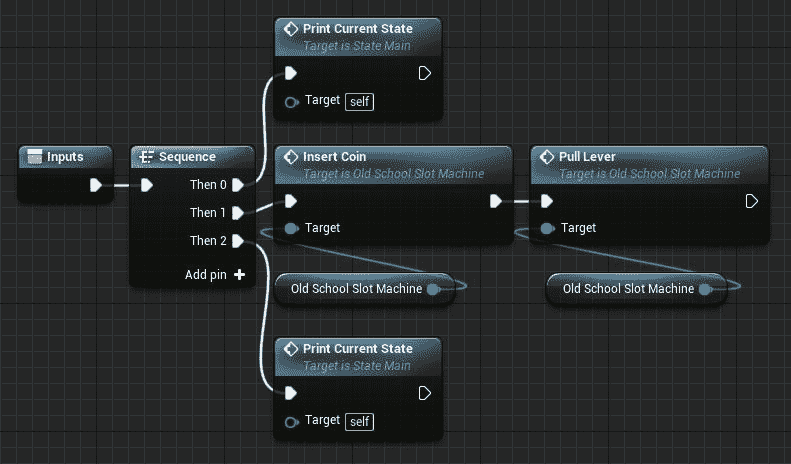 Print Current State
Target is State Main
Target self
Inputs
Sequence
Then 0
Then 1
Then 2
Add pin
Insert Coin
Target is Old School Slot Machine
Target
Pull Lever
Target is Old School Slot Machine
Target
Old School Slot Machine
Old School Slot Machine
Print Current State
Target is State Main
Target self